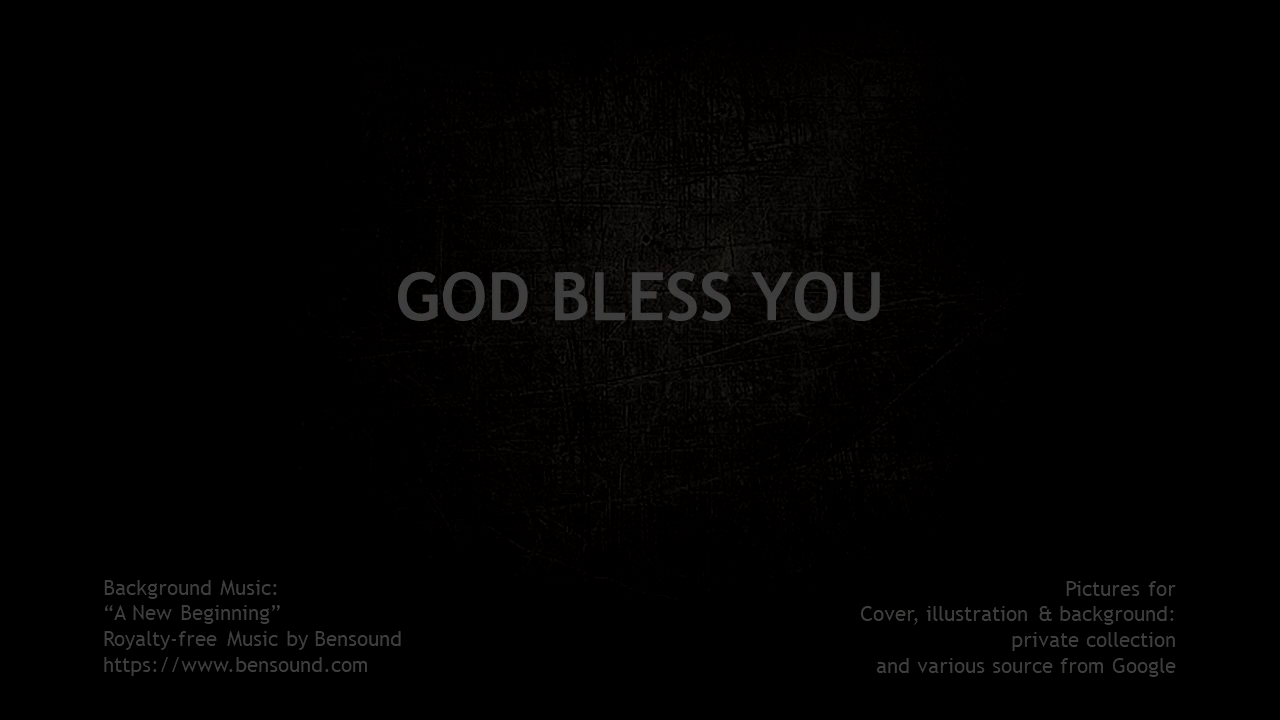 GOD BLESS YOU
Background Music:
“A New Beginning”
Royalty-free Music by Bensound
https://www.bensound.com
Pictures for
Cover, illustration & background:
private collection
and various source from Google